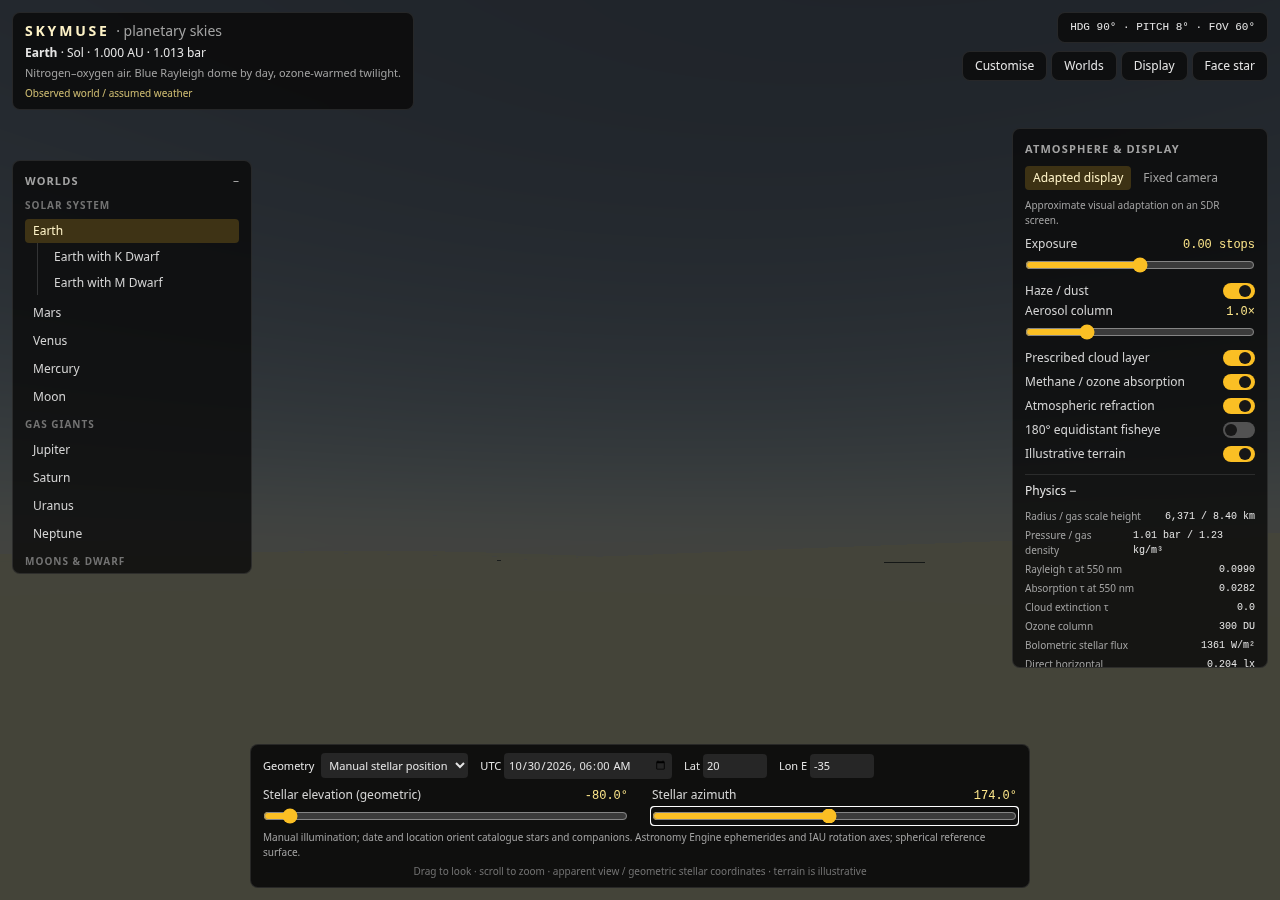 SKYMUSE · planetary skies
Earth · Sol · 1.000 AU · 1.013 bar
Nitrogen–oxygen air. Blue Rayleigh dome by day, ozone-warmed twilight.
Observed world / assumed weather
HDG 90° · PITCH 8° · FOV 60°
Customise Worlds Display Face star
WORLDS –
SOLAR SYSTEM
Earth
Earth with K Dwarf
Earth with M Dwarf
Mars
Venus
Mercury
Moon
GAS GIANTS
Jupiter
Saturn
Uranus
Neptune
MOONS & DWARF
ATMOSPHERE & DISPLAY
Adapted display Fixed camera
Approximate visual adaptation on an SDR
screen.
Exposure 0.00 stops
Haze / dust
Aerosol column 1.0×
Prescribed cloud layer
Methane / ozone absorption
Atmospheric refraction
180° equidistant fisheye
Illustrative terrain
Physics –
Radius / gas scale height 6,371 / 8.40 km
Pressure / gas 1.01 bar / 1.23
density kg/m³
Rayleigh τ at 550 nm 0.0990
Absorption τ at 550 nm 0.0282
Cloud extinction τ 0.0
Ozone column 300 DU
Bolometric stellar flux 1361 W/m²
Direct horizontal 0.204 lx
Geometry Manual stellar position UTC 10/30/2026, 06:00 AM Lat 20 Lon E -35
Stellar elevation (geometric) -80.0° Stellar azimuth 174.0°
Manual illumination; date and location orient catalogue stars and companions. Astronomy Engine ephemerides and IAU rotation axes; spherical reference
surface.
Drag to look · scroll to zoom · apparent view / geometric stellar coordinates · terrain is illustrative